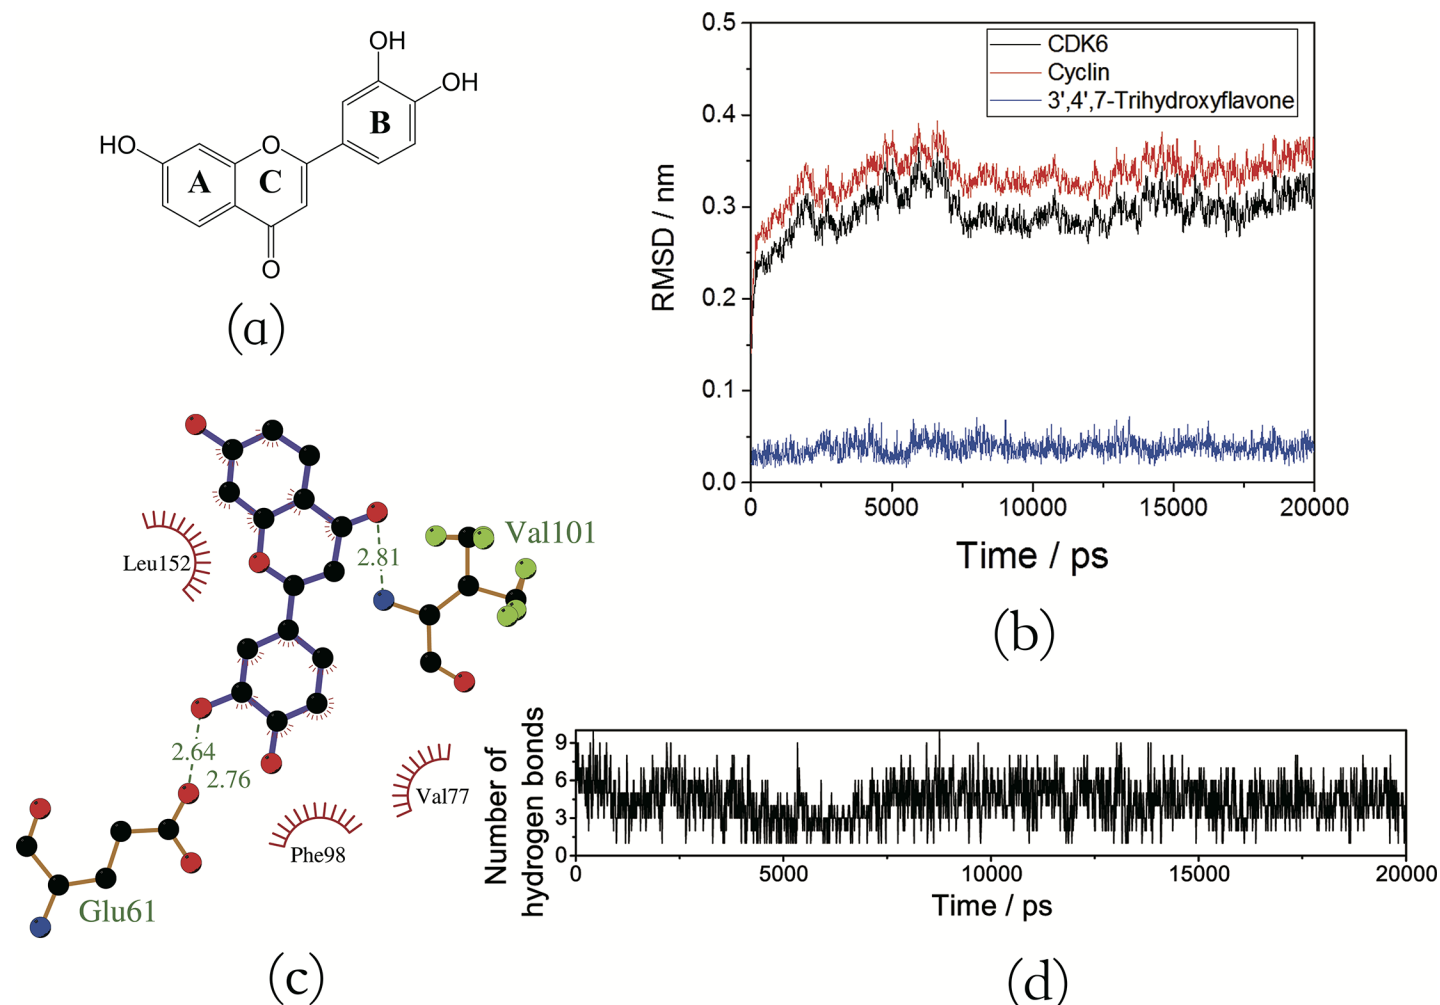 OH
OH
B
HO
O
A
C
O
(a)
0.5
0.4
0.3
0.2
0.1
0.0
RMSD / nm
CDK6
Cyclin
3',4',7-Trihydroxyflavone
0
5000
10000
15000
20000
Time / ps
(b)
Val101
2.81
Leu152
2.64
2.76
Val77
Phe98
Glu61
(c)
Number of
hydrogen bonds
9
6
3
0
0
5000
10000
15000
20000
Time / ps
(d)